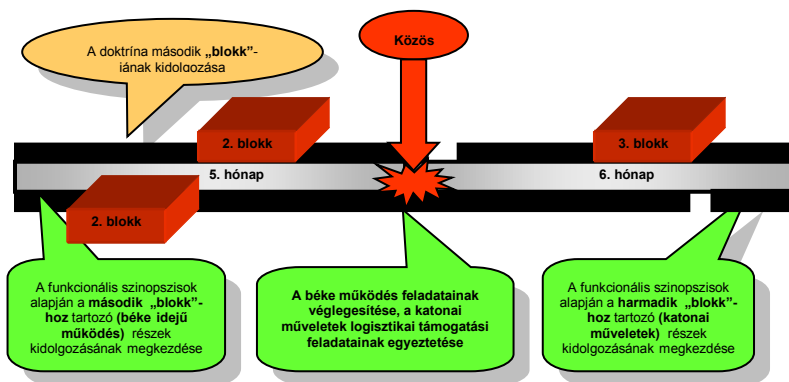 A doktrína második „blokk”-
iának kidolgozása
Közös
2. blokk
3. blokk
5. hónap
6. hónap
2. blokk
A funkcionális szinopszisok
alapján a második „blokk”-
hoz tartozó (béke idejű
működés) részek
kidolgozásának megkezdése
A béke működés feladatainak
véglegesítése, a katonai
műveletek logisztikai támogatási
feladatainak egyeztetése
A funkcionális szinopszisok
alapján a harmadik „blokk”-
hoz tartozó (katonai
műveletek) részek
kidolgozásának megkezdése